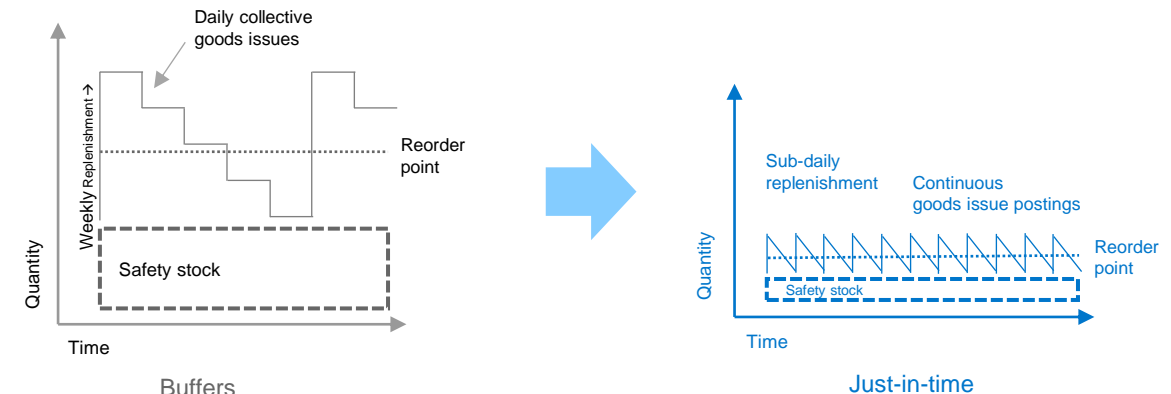 Daily collective
goods issues
Weekly Replenishment →
Reorder
point
Safety stock
Quantity
Time
Buffers
Sub-daily
replenishment
Continuous
goods issue postings
Reorder
point
Safety stock
Quantity
Time
Just-in-time